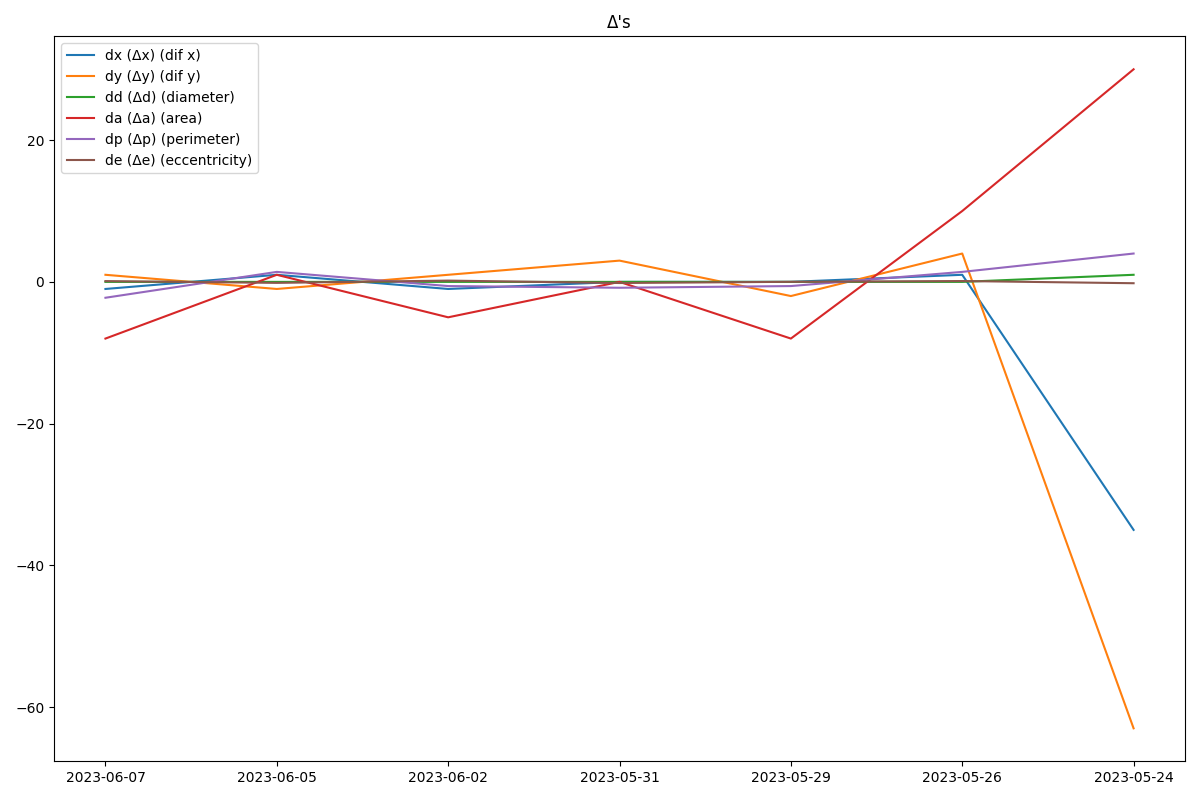 Δ's
dx (Δx) (dif x)
dy (Δy) (dif y)
dd (Δd) (diameter)
da (Δa) (area)
dp (Δp) (perimeter)
de (Δe) (eccentricity)
20
0
−20
−40
−60
2023-06-07 2023-06-05 2023-06-02 2023-05-31 2023-05-29 2023-05-26 2023-05-24